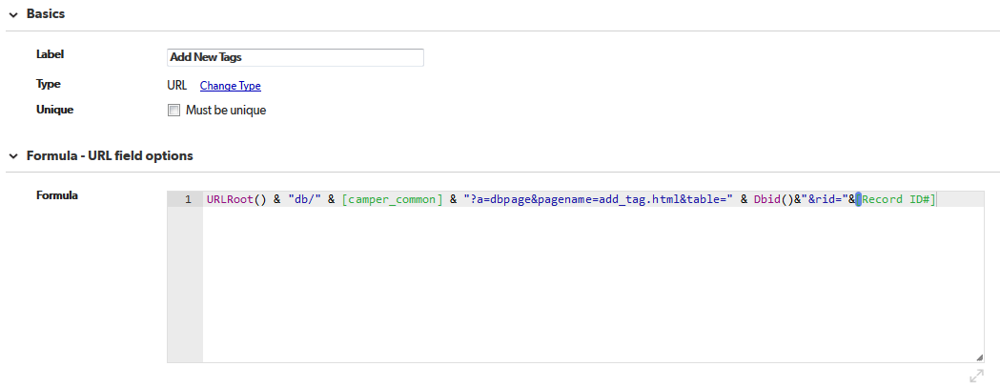 Basics
Label Add New Tags
Type URL Change Type
Unique Must be unique
Formula - URL field options
Formula 1 URLRoot() & "db/" & [camper_common] & "?a=dbpage&pagename=add_tag.html&table=" & Dbid()&"&rid="&[Record ID#]